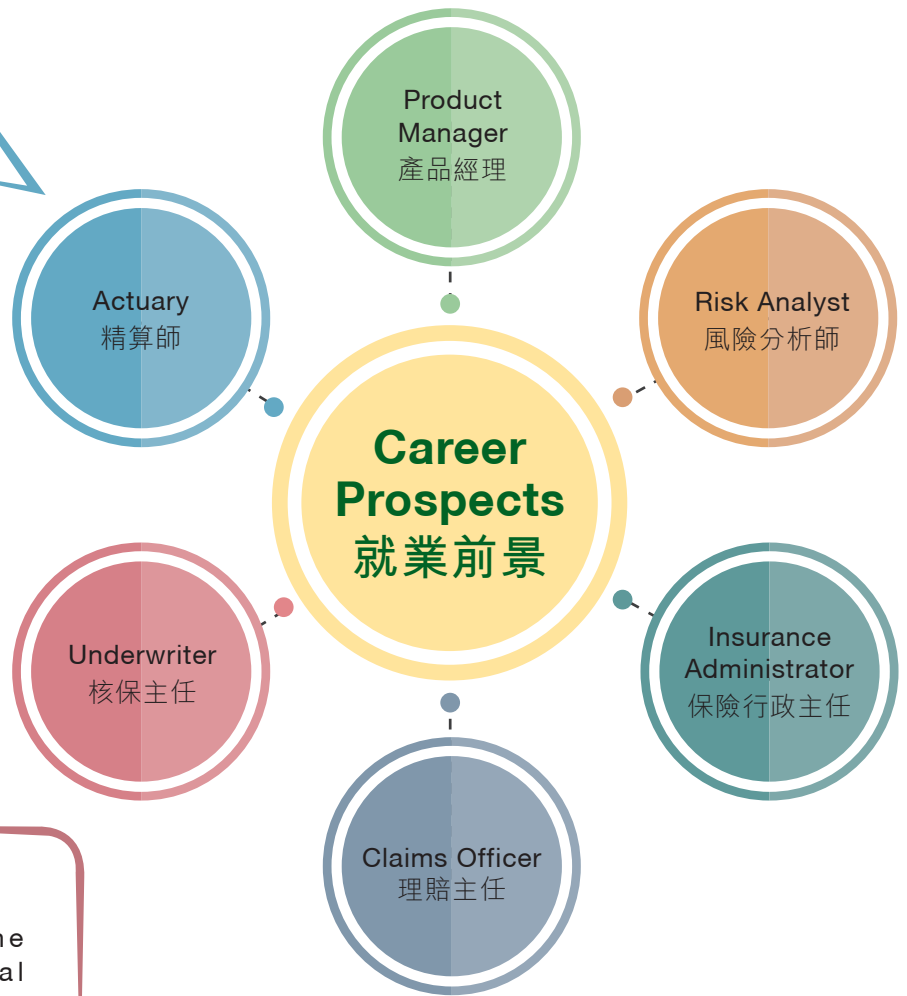 Product
Manager
產品經理
Actuary
精算師
Risk Analyst
風險分析師
Career
Prospects
就業前景
Underwriter
核保主任
Insurance
Administrator
保險行政主任
Claims Officer
理賠主任